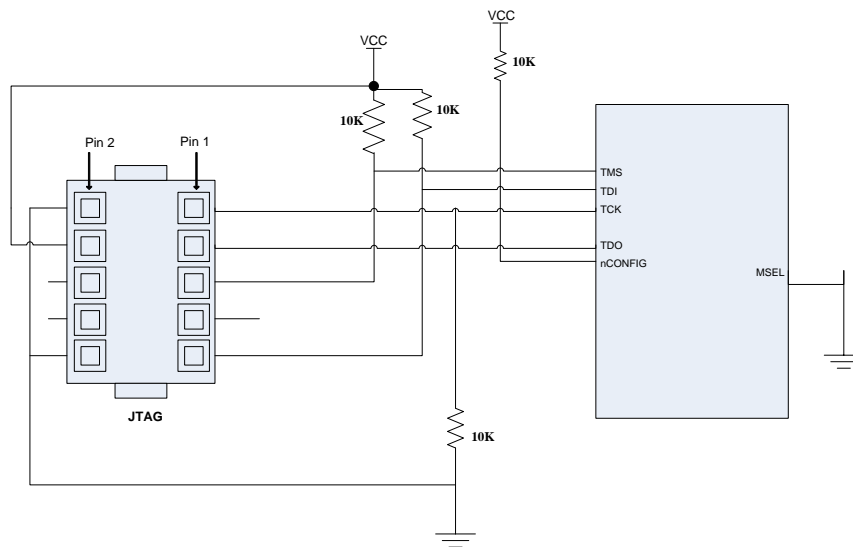 VCC
VCC
10K
10K
10K
Pin 2
Pin 1
TMS
TDI
TCK
TDO
nCONFIG
MSEL
JTAG
10K